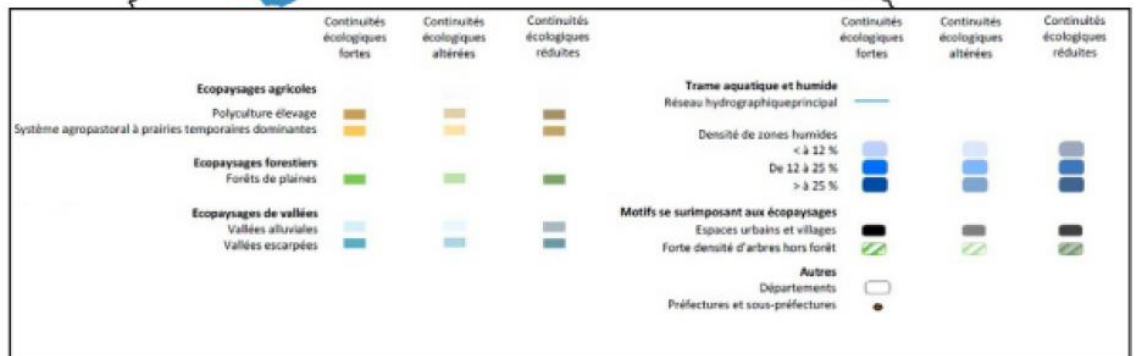 Continuités
écologiques
fortes
Continuités
écologiques
altérées
Continuités
écologiques
réduites
Ecopaysages agricoles
Polyculture élevage
Système agropastoral à prairies temporaires dominantes
Ecopaysages forestiers
Forêts de plaines
Ecopaysages de vallées
Vallées alluviales
Vallées escarpées
Continuités
écologiques
fortes
Continuités
écologiques
altérées
Continuités
écologiques
réduites
Trame aquatique et humide
Réseau hydrographiqueprincipal
Densité de zones humides
< à 12 %
De 12 à 25 %
> à 25 %
Motifs se surimposant aux écopaysages
Espaces urbains et villages
Forte densité d'arbres hors forêt
Autres
Départements
Préfectures et sous-préfectures